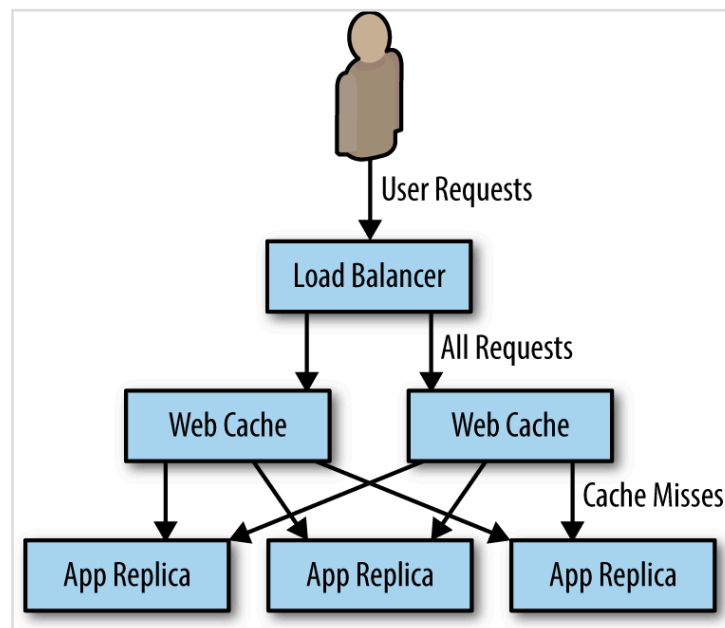 User Requests
Load Balancer
All Requests
Web Cache
Web Cache
Cache Misses
App Replica
App Replica
App Replica